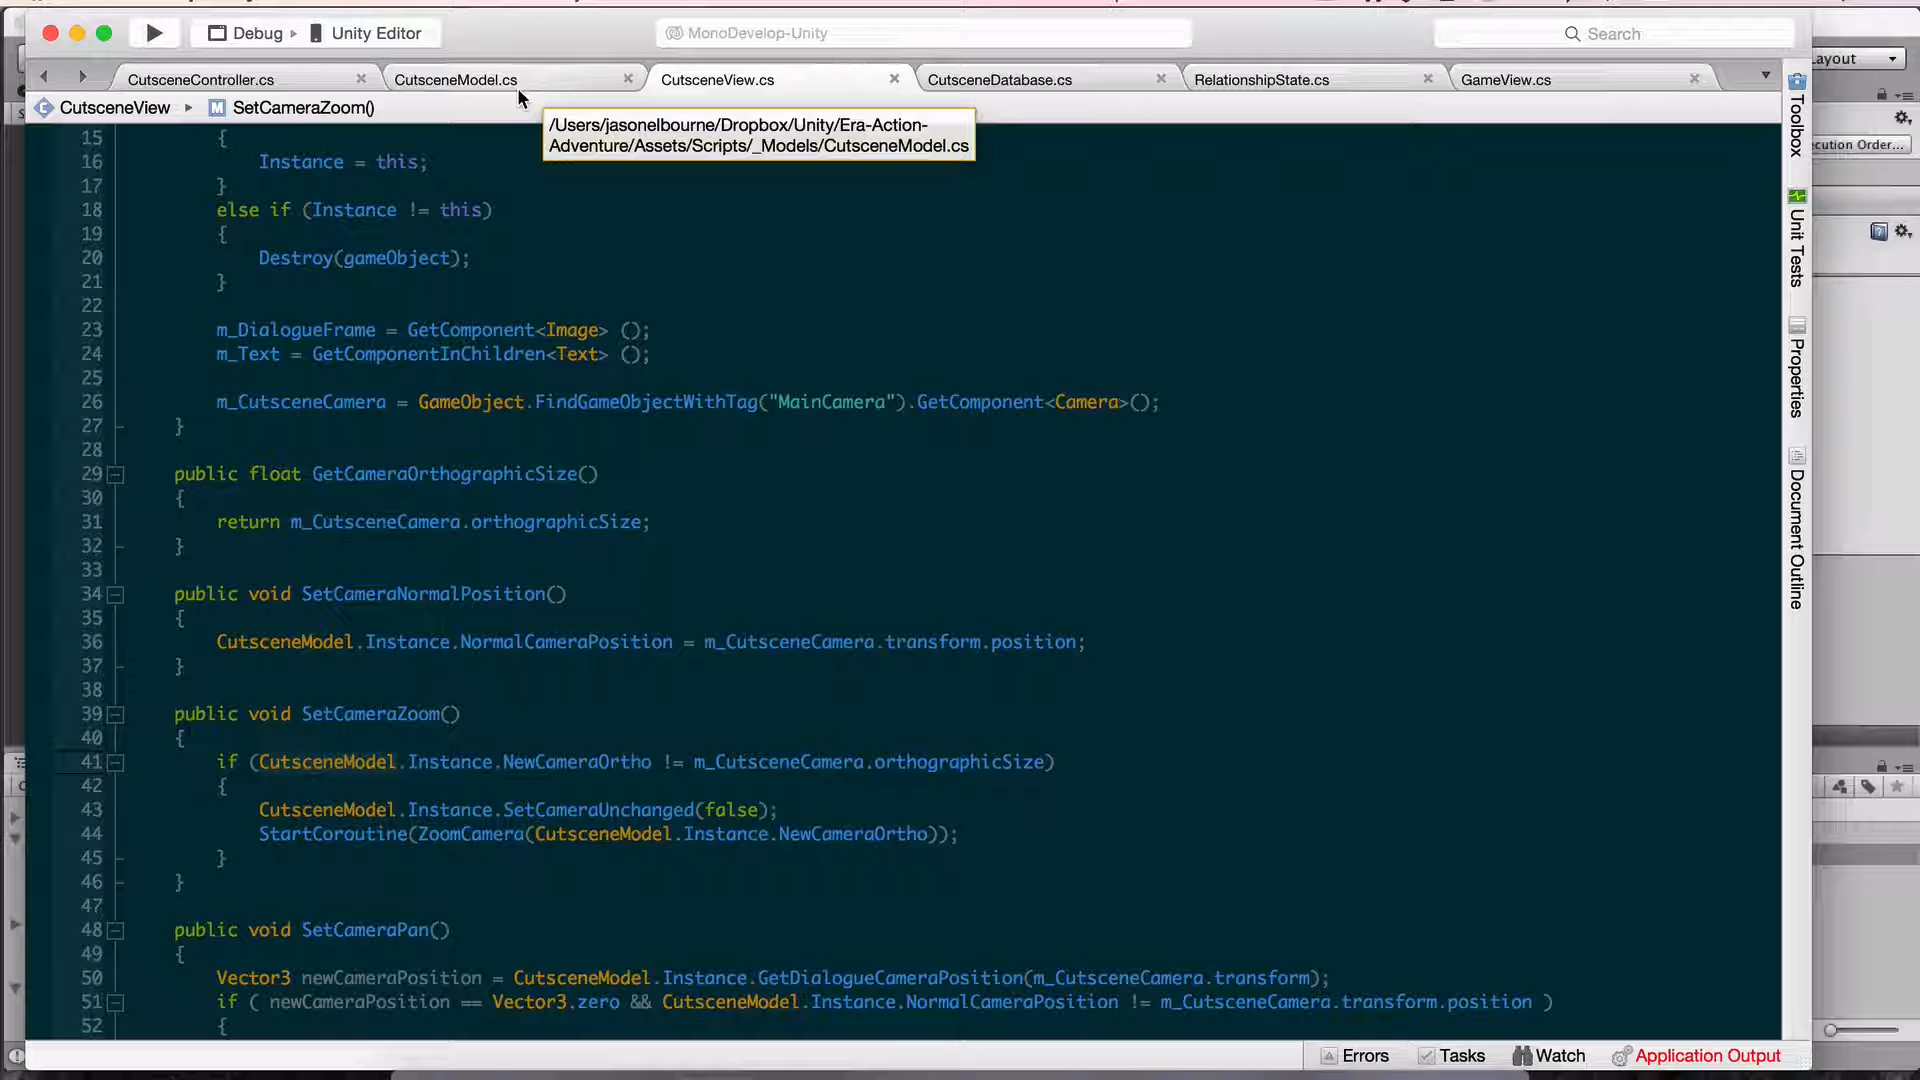 Debug
Unity Editor
MonoDevelop-Unity
Search
ayout
CutsceneController.cs
CutsceneModel.cs
CutsceneView.cs
CutsceneDatabase.cs
RelationshipState.cs
GameView.cs
CutsceneView
SetCameraZoom()
/Users/jasonelbourne/Dropbox/Unity/Era-Action-
Adventure/Assets/Scripts/_Models/CutsceneModel.cs
15 {
16 Instance = this;
17 }
18 else if (Instance != this)
19 {
20 Destroy(gameObject);
21 }
22
23 m_DialogueFrame = GetComponent<Image> ();
24 m_Text = GetComponentInChildren<Text> ();
25
26 m_CutsceneCamera = GameObject.FindGameObjectWithTag("MainCamera").GetComponent<Camera>();
27 }
28
29 public float GetCameraOrthographicSize()
30 {
31 return m_CutsceneCamera.orthographicSize;
32 }
33
34 public void SetCameraNormalPosition()
35 {
36 CutsceneModel.Instance.NormalCameraPosition = m_CutsceneCamera.transform.position;
37 }
38
39 public void SetCameraZoom()
40 {
41 if (CutsceneModel.Instance.NewCameraOrtho != m_CutsceneCamera.orthographicSize)
42 {
43 CutsceneModel.Instance.SetCameraUnchanged(false);
44 StartCoroutine(ZoomCamera(CutsceneModel.Instance.NewCameraOrtho));
45 }
46 }
47
48 public void SetCameraPan()
49 {
50 Vector3 newCameraPosition = CutsceneModel.Instance.GetDialogueCameraPosition(m_CutsceneCamera.transform);
51 if ( newCameraPosition == Vector3.zero && CutsceneModel.Instance.NormalCameraPosition != m_CutsceneCamera.transform.position )
52 {
Toolbox
Unit Tests
Properties
Document Outline
cution Order...
Errors
Tasks
Watch
Application Output